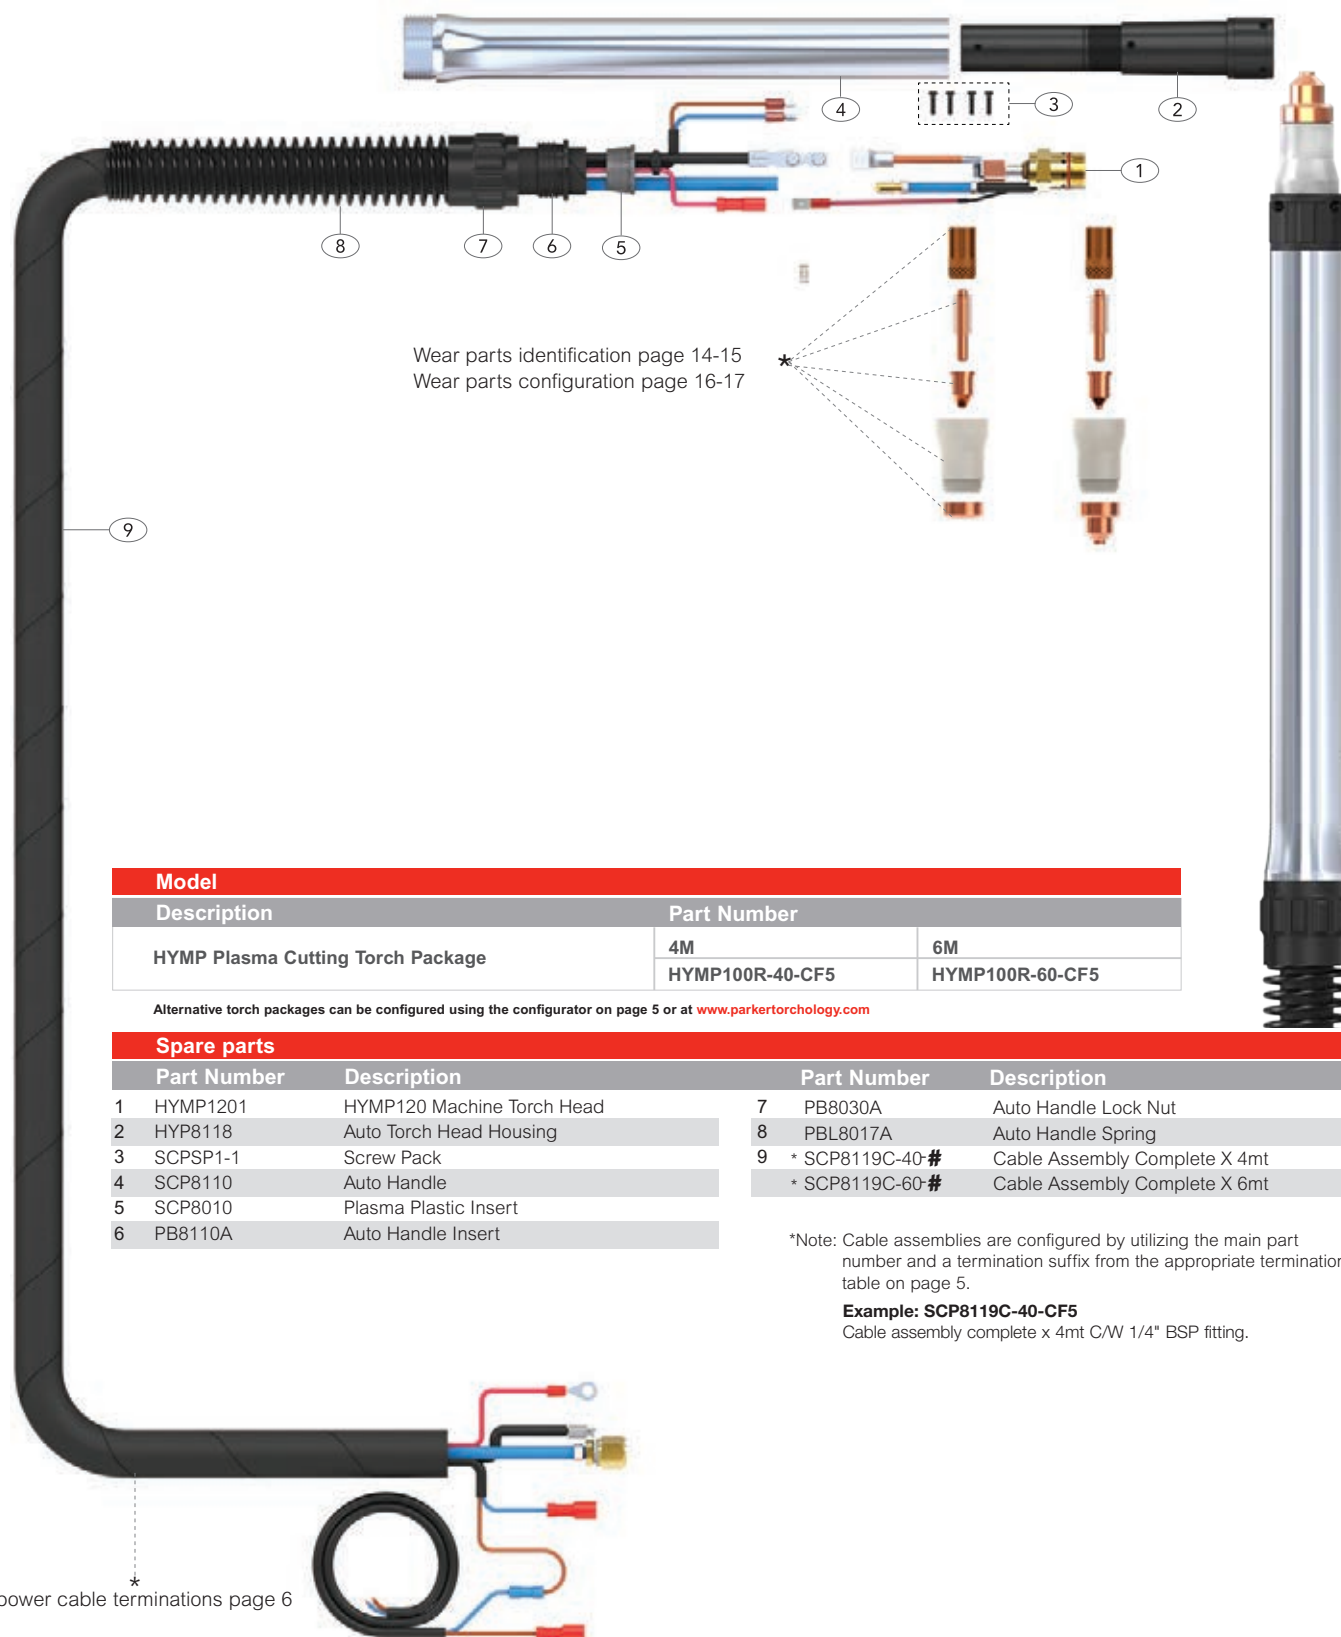 4
3
2
1
8
7
6
5
Wear parts identification page 14-15
Wear parts configuration page 16-17
*
9
Model
Description Part Number
HYMP Plasma Cutting Torch Package
4M 6M
HYMP100R-40-CF5 HYMP100R-60-CF5
Alternative torch packages can be configured using the configurator on page 5 or at www.parkertorchology.com
Spare parts
Part Number Description
1 HYMP1201 HYMP120 Machine Torch Head
2 HYP8118 Auto Torch Head Housing
3 SCPSP1-1 Screw Pack
4 SCP8110 Auto Handle
5 SCP8010 Plasma Plastic Insert
6 PB8110A Auto Handle Insert
Part Number Description
7 PB8030A Auto Handle Lock Nut
8 PBL8017A Auto Handle Spring
9 * SCP8119C-40-# Cable Assembly Complete X 4mt
* SCP8119C-60-# Cable Assembly Complete X 6mt
*Note: Cable assemblies are configured by utilizing the main part
number and a termination suffix from the appropriate termination
table on page 5.
Example: SCP8119C-40-CF5
Cable assembly complete x 4mt C/W 1/4" BSP fitting.
*
power cable terminations page 6